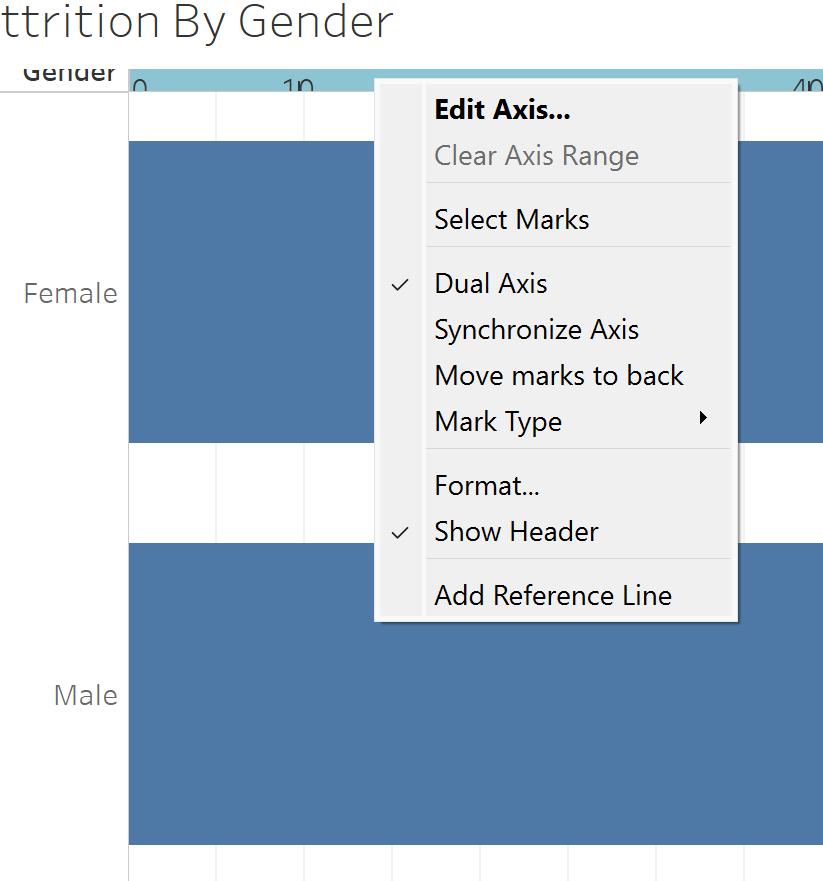 ttrition By Gender
Gender
0
10
40
Edit Axis...
Clear Axis Range
Select Marks
Dual Axis
Synchronize Axis
Move marks to back
Mark Type
Format...
Show Header
Add Reference Line
Female
Male